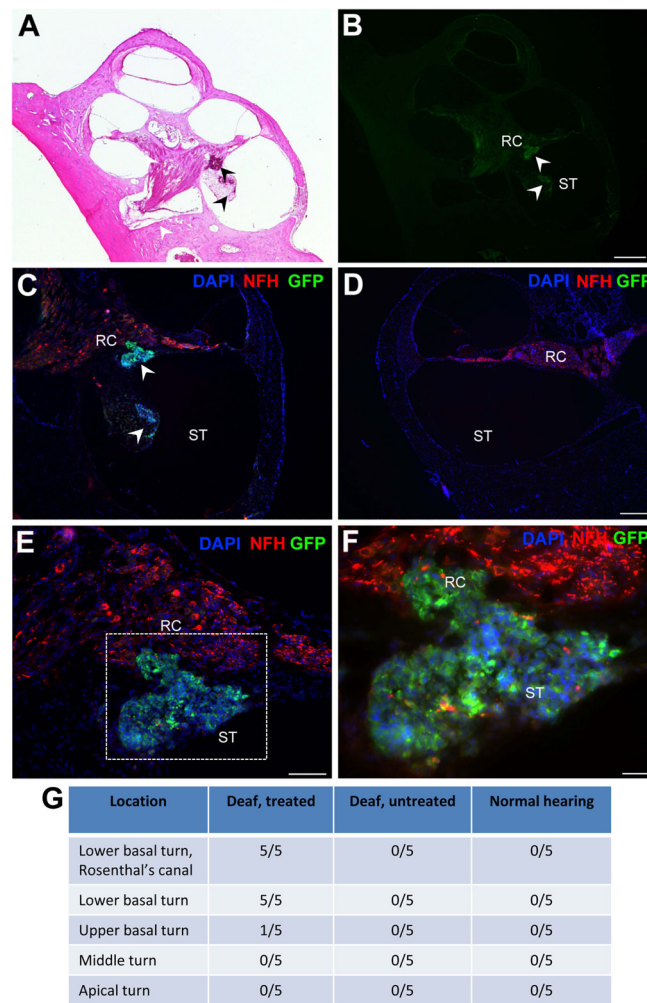 A
B
RC
ST
C
DAPI NFH GFP
RC
ST
D
DAPI NFH GFP
RC
ST
E
DAPI NFH GFP
RC
ST
F
DAPI NFH GFP
RC
ST
G
Location Deaf, treated Deaf, untreated Normal hearing
Lower basal turn,
Rosenthal's canal 5/5 0/5 0/5
Lower basal turn 5/5 0/5 0/5
Upper basal turn 1/5 0/5 0/5
Middle turn 0/5 0/5 0/5
Apical turn 0/5 0/5 0/5